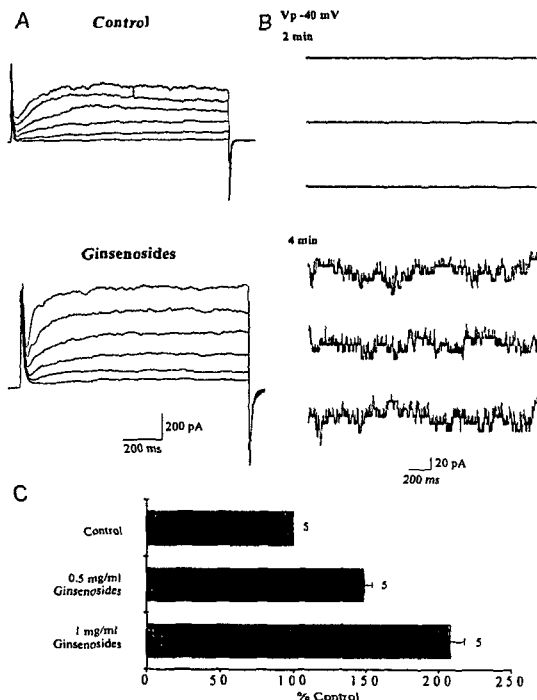 A
Control
B
Vp -40 mV
2 min
Ginsenosides
200 pA
200 ms
4 min
20 pA
200 ms
C
Control
5
0.5 mg/ml
Ginsenosides
5
1 mg/ml
Ginsenosides
5
0 50 100 150 200 250
% Control